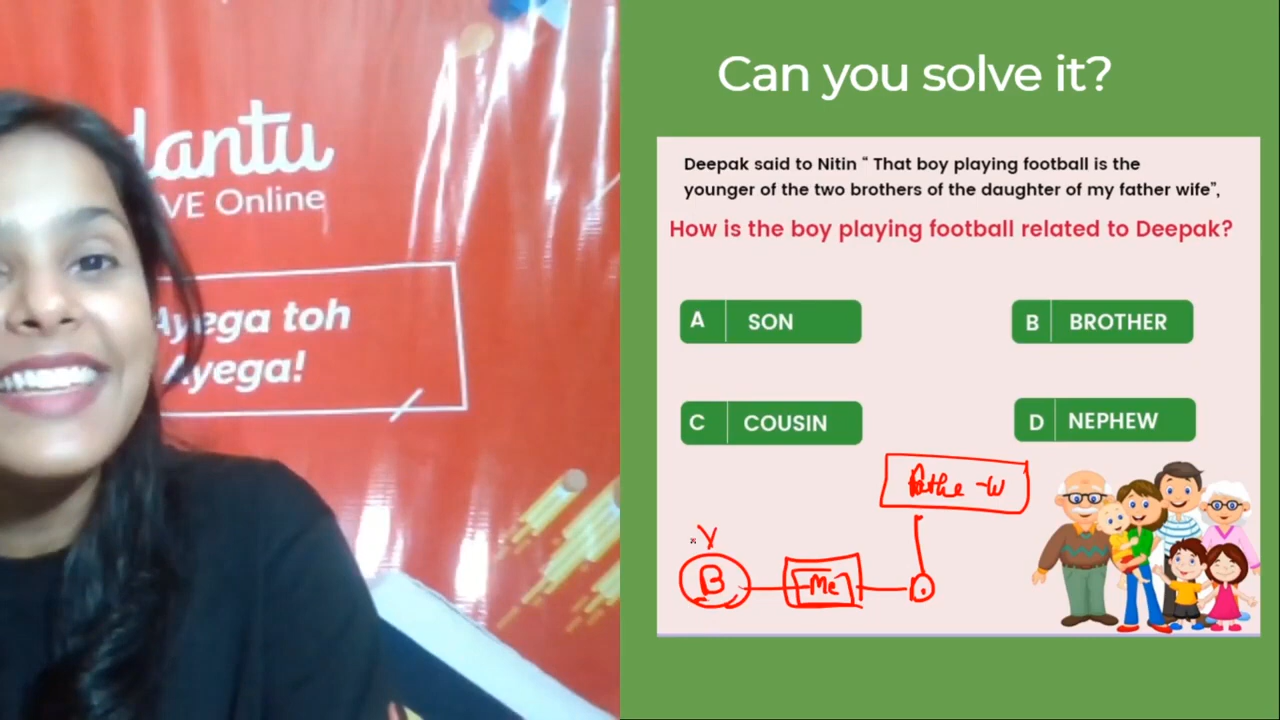 dantu
VE Online
Ayega toh
Ayega!
Can you solve it?
Deepak said to Nitin “ That boy playing football is the
younger of the two brothers of the daughter of my father wife”,
How is the boy playing football related to Deepak?
A SON
B BROTHER
C COUSIN
D NEPHEW
-W
Y
B
Me